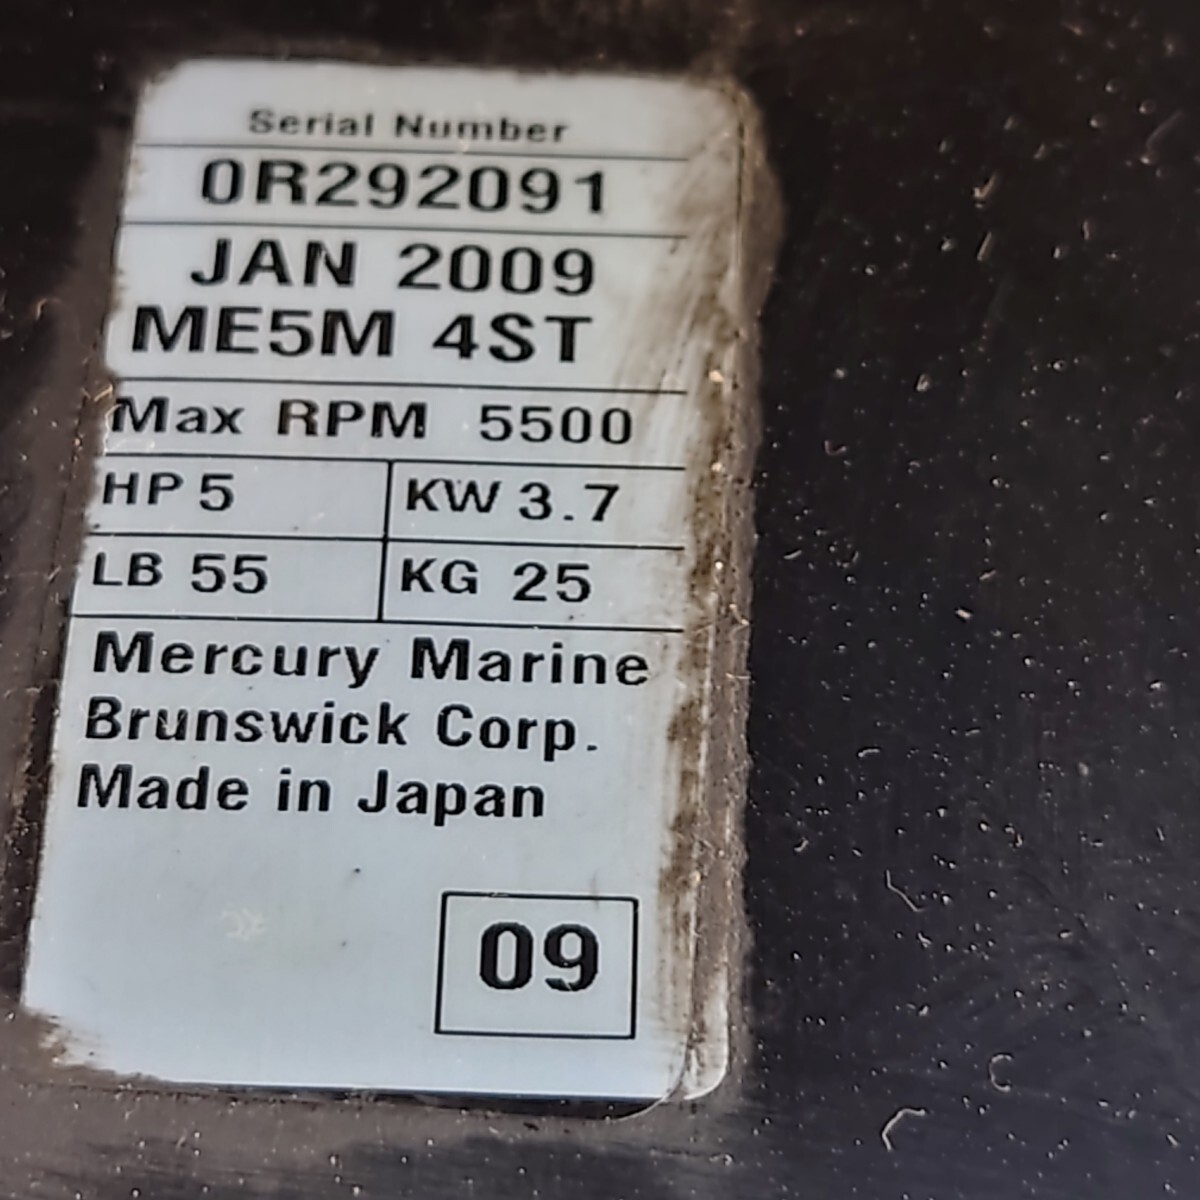 Serial Number
0R292091
JAN 2009
ME5M 4ST
Max RPM 5500
HP 5 KW 3.7
LB 55 KG 25
Mercury Marine
Brunswick Corp.
Made in Japan
09